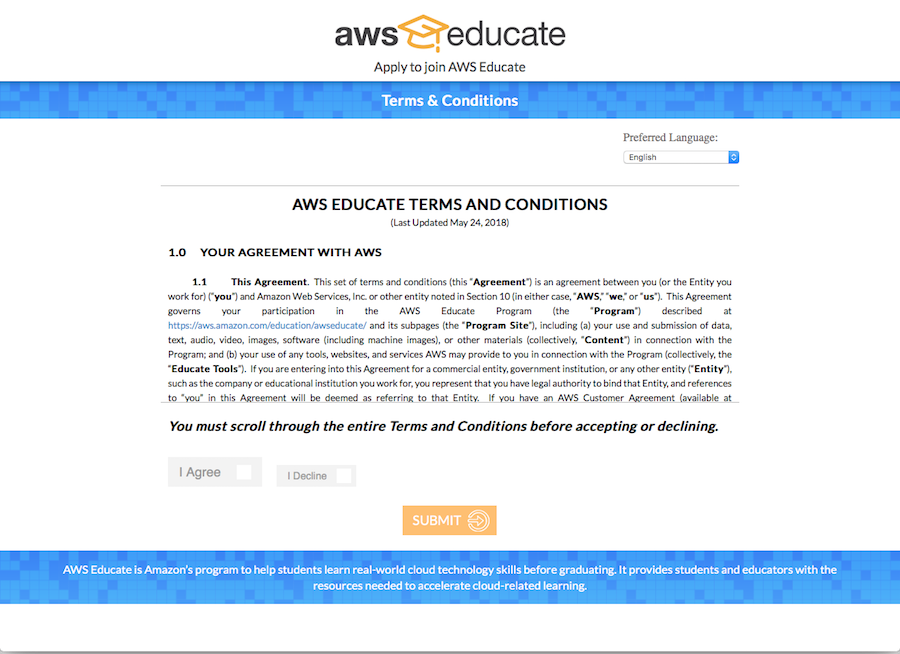 aws educate
Apply to join AWS Educate
Terms & Conditions
Preferred Language:
English
AWS EDUCATE TERMS AND CONDITIONS
(Last Updated May 24, 2018)
1.0 YOUR AGREEMENT WITH AWS
1.1 This Agreement. This set of terms and conditions (this “Agreement”) is an agreement between you (or the Entity you
work for) (“you”) and Amazon Web Services, Inc. or other entity noted in Section 10 (in either case, “AWS,” “we,” or “us”). This Agreement
governs your participation in the AWS Educate Program (the “Program”) described at
https://aws.amazon.com/education/awseducate/ and its subpages (the “Program Site”), including (a) your use and submission of data,
text, audio, video, images, software (including machine images), or other materials (collectively, “Content”) in connection with the
Program; and (b) your use of any tools, websites, and services AWS may provide to you in connection with the Program (collectively, the
“Educate Tools”). If you are entering into this Agreement for a commercial entity, government institution, or any other entity (“Entity”),
such as the company or educational institution you work for, you represent that you have legal authority to bind that Entity, and references
to “you” in this Agreement will be deemed as referring to that Entity. If you have an AWS Customer Agreement (available at
You must scroll through the entire Terms and Conditions before accepting or declining.
I Agree
I Decline
SUBMIT
AWS Educate is Amazon's program to help students learn real-world cloud technology skills before graduating. It provides students and educators with the
resources needed to accelerate cloud-related learning.